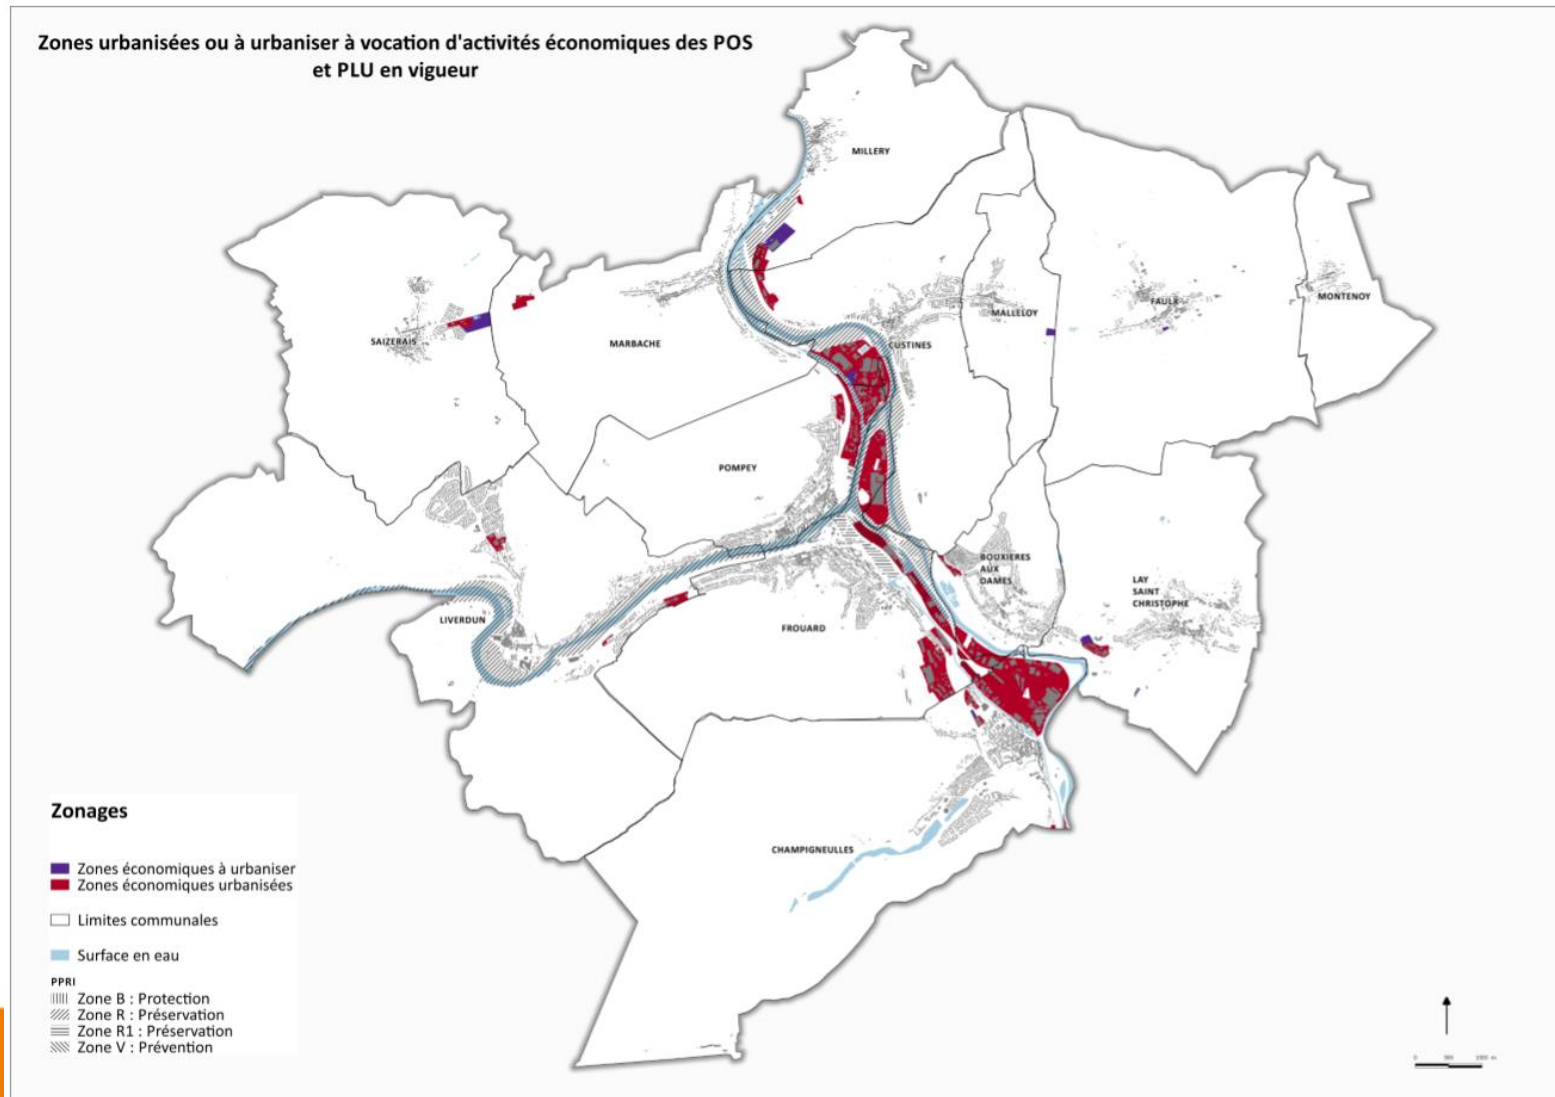 Zones urbanisées ou à urbaniser à vocation d'activités économiques des POS
et PLU en vigueur
MILLERY
MONTENOY
FAULX
MALLELOY
SAIZERAIS
MARBACHE
CUSTINES
POMPEY
BOUXIERES
AUX
DAMES
LAY
SAINT
CHRISTOPHE
LIVERDUN
FROUARD
CHAMPIGNEULLES
Zonages
Zones économiques à urbaniser
Zones économiques urbanisées
Limites communales
Surface en eau
PPRI
Zone B : Protection
Zone R : Préservation
Zone R1 : Préservation
Zone V : Prévention
0